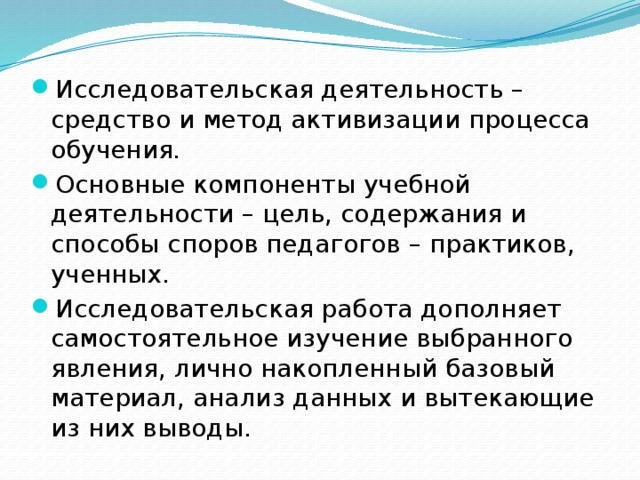 Исследовательская деятельность –
средство и метод активизации процесса
обучения.
Основные компоненты учебной
деятельности – цель, содержания и
способы споров педагогов – практиков,
ученных.
Исследовательская работа дополняет
самостоятельное изучение выбранного
явления, лично накопленный базовый
материал, анализ данных и вытекающие
из них выводы.